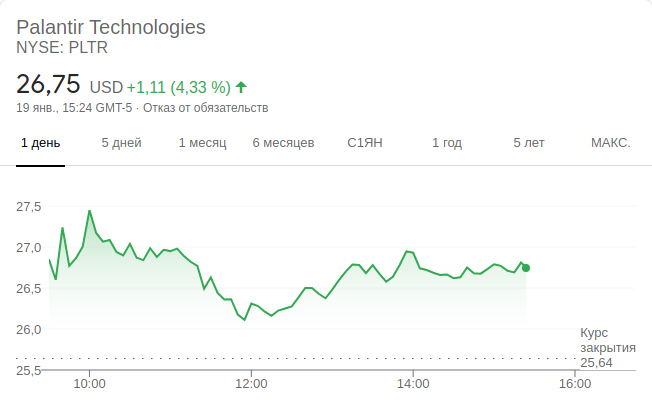 Palantir Technologies
NYSE: PLTR
26,75 USD +1,11 (4,33 %)
19 янв., 15:24 GMT-5 · Отказ от обязательств
1 день 5 дней 1 месяц 6 месяцев С1ЯН 1 год 5 лет МАКС.
27,5
27,0
26,5
26,0
Курс
закрытия
25,64
25,5
10:00 12:00 14:00 16:00